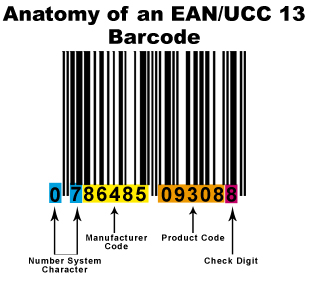 Anatomy of an EAN/UCC 13
Barcode
0 786485 093088
Manufacturer Product Code
Code
Number System Check Digit
Character